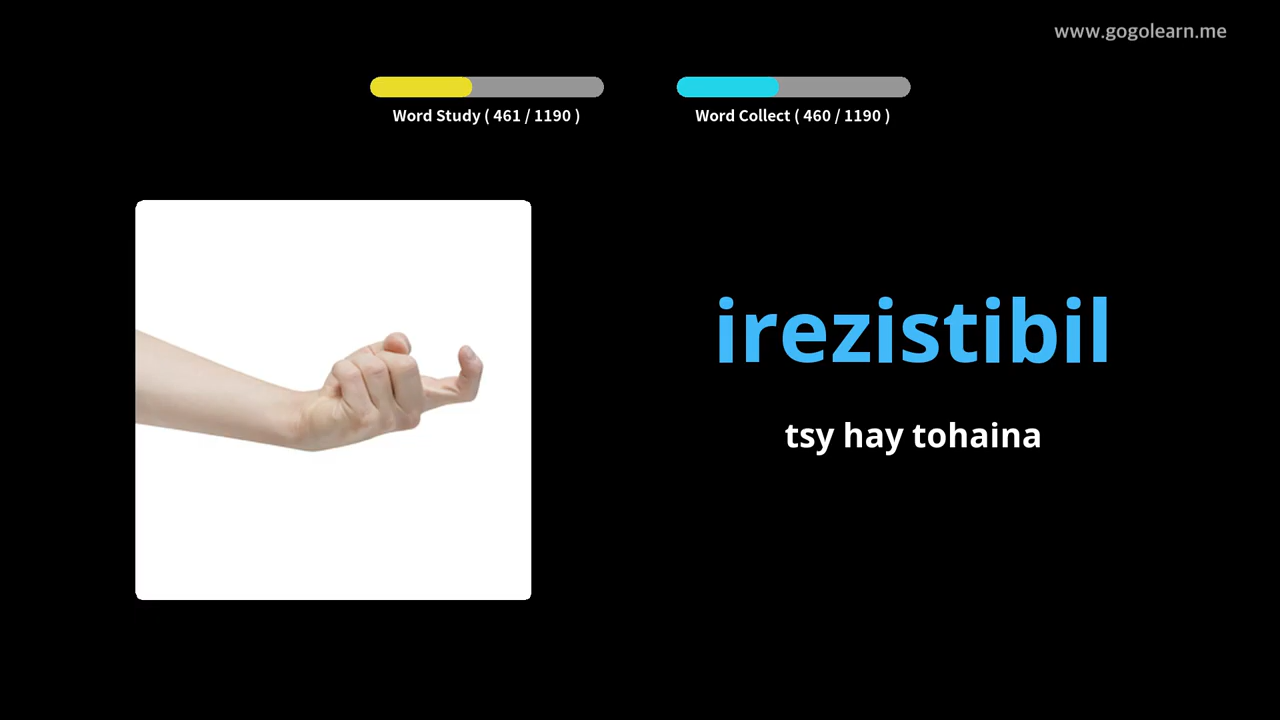 www.gogolearn.me
Word Study ( 461 / 1190 )
Word Collect ( 460 / 1190 )
irezistibil
tsy hay tohaina